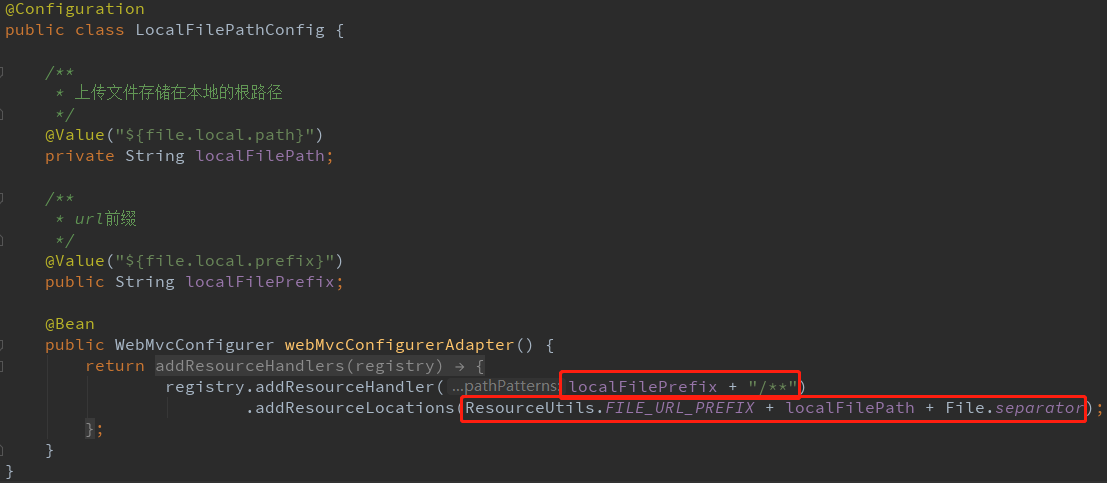 @Configuration
public class LocalFilePathConfig {
/**
* 上传文件存储在本地的根路径
*/
@Value("${file.local.path}")
private String localFilePath;
/**
* url前缀
*/
@Value("${file.local.prefix}")
public String localFilePrefix;
@Bean
public WebMvcConfigurer webMvcConfigurerAdapter() {
return addResourceHandlers(registry) → {
registry.addResourceHandler( ...pathPatterns: localFilePrefix + "/**")
.addResourceLocations(ResourceUtils.FILE_URL_PREFIX + localFilePath + File.separator);
};
}
}